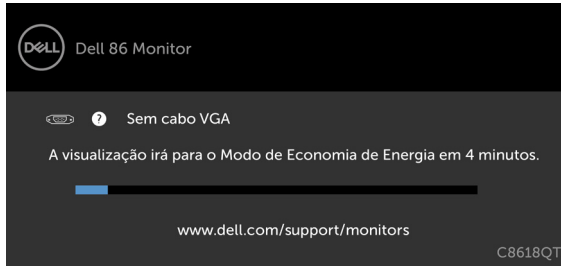 DELL Dell 86 Monitor
? Sem cabo VGA
A visualização irá para o Modo de Economia de Energia em 4 minutos.
www.dell.com/support/monitors
C8618QT